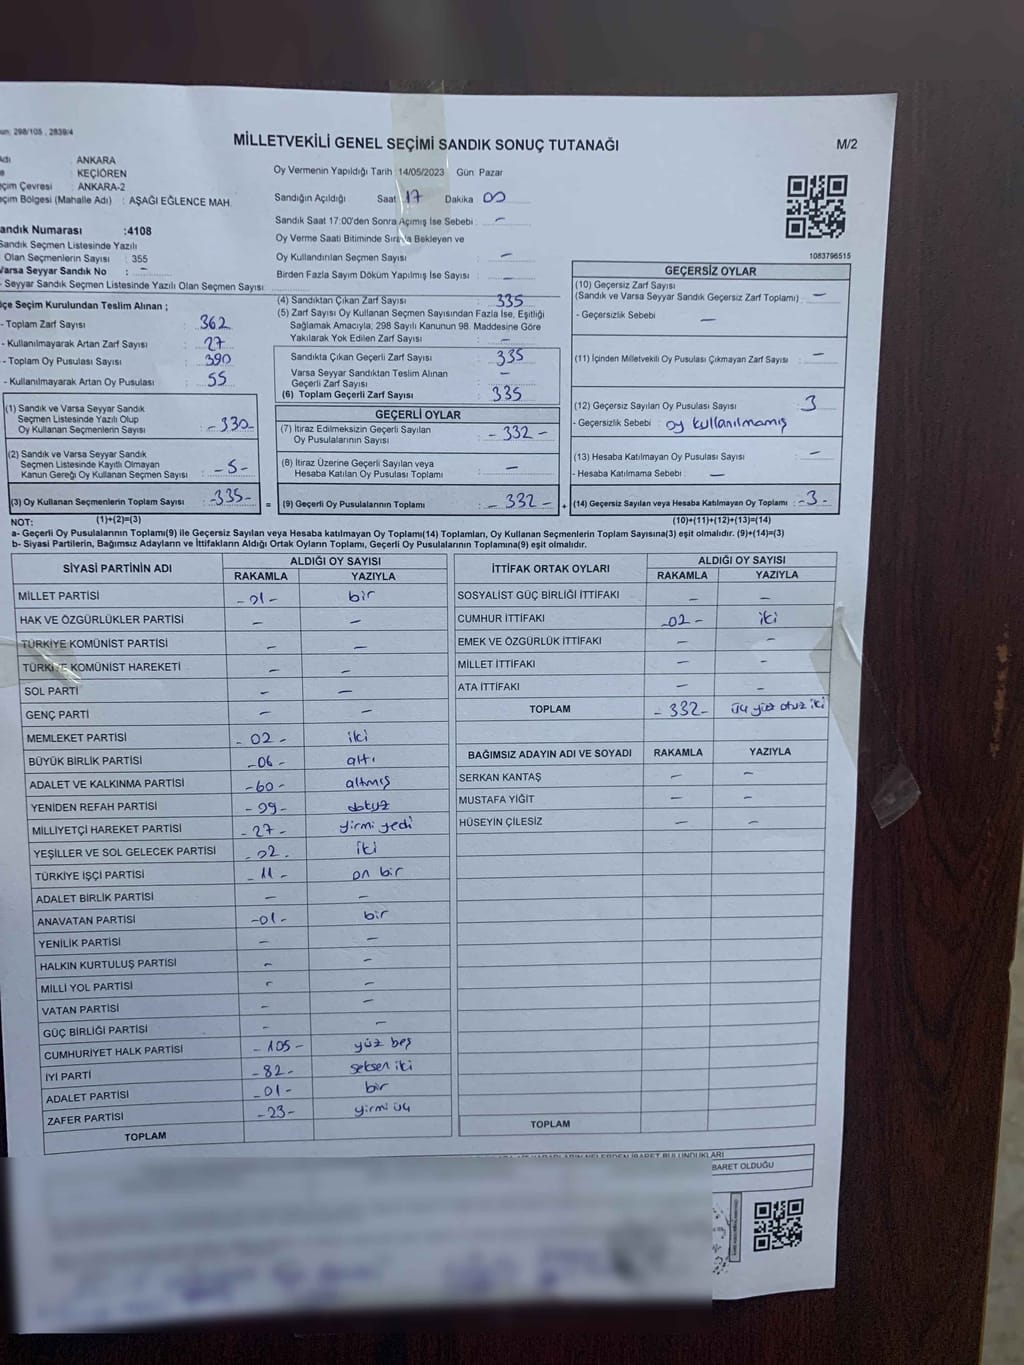 298/105 , 2839/4
MİLLETVEKİLİ GENEL SEÇİMİ SANDIK SONUÇ TUTANAĞI
M/2
ANKARA
KEÇİÖREN
Çevresi : ANKARA-2
Bölgesi (Mahalle Adı) : AŞAĞI EĞLENCE MAH.
Oy Vermenin Yapıldığı Tarih 14/05/2023 Gün Pazar
Sandığın Açıldığı Saat 17 Dakika 00
Sandık Saat 17:00'den Sonra Açılmış İse Sebebi : -
Oy Verme Saati Bitiminde Sırada Bekleyen ve
Oy Kullandırılan Seçmen Sayısı : -
Birden Fazla Sayım Döküm Yapılmış İse Sayısı : -
1083796515
Sandık Numarası :4108
Sandık Seçmen Listesinde Yazılı
Olan Seçmenlerin Sayısı : 355
Varsa Seyyar Sandık No : -
- Seyyar Sandık Seçmen Listesinde Yazılı Olan Seçmen Sayısı :
İlçe Seçim Kurulundan Teslim Alınan ;
- Toplam Zarf Sayısı : 362
- Kullanılmayarak Artan Zarf Sayısı : 27
- Toplam Oy Pusulası Sayısı : 390
- Kullanılmayarak Artan Oy Pusulası : 55
(1) Sandık ve Varsa Seyyar Sandık
Seçmen Listesinde Yazılı Olup
Oy Kullanan Seçmenlerin Sayısı : - 330 -
(2) Sandık ve Varsa Seyyar Sandık
Seçmen Listesinde Kayıtlı Olmayan
Kanun Gereği Oy Kullanan Seçmen Sayısı : - 5 -
(3) Oy Kullanan Seçmenlerin Toplam Sayısı - 335 -
(4) Sandıktan Çıkan Zarf Sayısı : 335
(5) Zarf Sayısı Oy Kullanan Seçmen Sayısından Fazla İse, Eşitliği
Sağlamak Amacıyla; 298 Sayılı Kanunun 98. Maddesine Göre
Yakılarak Yok Edilen Zarf Sayısı : -
Sandıkta Çıkan Geçerli Zarf Sayısı : 335
Varsa Seyyar Sandıktan Teslim Alınan
Geçerli Zarf Sayısı : -
(6) Toplam Geçerli Zarf Sayısı : 335
GEÇERLİ OYLAR
(7) İtiraz Edilmeksizin Geçerli Sayılan
Oy Pusulalarının Sayısı : - 332 -
(8) İtiraz Üzerine Geçerli Sayılan veya
Hesaba Katılan Oy Pusulası Toplamı : -
= (9) Geçerli Oy Pusulalarının Toplamı : - 332 -
GEÇERSİZ OYLAR
(10) Geçersiz Zarf Sayısı
(Sandık ve Varsa Seyyar Sandık Geçersiz Zarf Toplamı) : -
- Geçersizlik Sebebi : -
(11) İçinden Milletvekili Oy Pusulası Çıkmayan Zarf Sayısı : -
(12) Geçersiz Sayılan Oy Pusulası Sayısı : 3
- Geçersizlik Sebebi : oy kullanılmamış
(13) Hesaba Katılmayan Oy Pusulası Sayısı : -
- Hesaba Katılmama Sebebi : -
+ (14) Geçersiz Sayılan veya Hesaba Katılmayan Oy Toplamı : - 3 -
NOT: (1)+(2)=(3)
(10)+(11)+(12)+(13)=(14)
a- Geçerli Oy Pusulalarının Toplamı(9) ile Geçersiz Sayılan veya Hesaba katılmayan Oy Toplamı(14) Toplamları, Oy Kullanan Seçmenlerin Toplam Sayısına(3) eşit olmalıdır. (9)+(14)=(3)
b- Siyasi Partilerin, Bağımsız Adayların ve İttifakların Aldığı Ortak Oyların Toplamı, Geçerli Oy Pusulalarının Toplamına(9) eşit olmalıdır.
SİYASİ PARTİNİN ADI ALDIĞI OY SAYISI
RAKAMLA YAZIYLA
MİLLET PARTİSİ - 01 - bir
HAK VE ÖZGÜRLÜKLER PARTİSİ - -
TÜRKİYE KOMÜNİST PARTİSİ - -
TÜRKİYE KOMÜNİST HAREKETİ - -
SOL PARTİ - -
GENÇ PARTİ - -
MEMLEKET PARTİSİ - 02 - iki
BÜYÜK BİRLİK PARTİSİ - 06 - altı
ADALET VE KALKINMA PARTİSİ - 60 - altmış
YENİDEN REFAH PARTİSİ - 09 - dokuz
MİLLİYETÇİ HAREKET PARTİSİ - 27 - yirmi yedi
YEŞİLLER VE SOL GELECEK PARTİSİ - 02 . iki
TÜRKİYE İŞÇİ PARTİSİ - 11 - on bir
ADALET BİRLİK PARTİSİ - -
ANAVATAN PARTİSİ - 01 - bir
YENİLİK PARTİSİ - -
HALKIN KURTULUŞ PARTİSİ - -
MİLLİ YOL PARTİSİ - -
VATAN PARTİSİ - -
GÜÇ BİRLİĞİ PARTİSİ - -
CUMHURİYET HALK PARTİSİ - 105 - yüz beş
İYİ PARTİ - 82 - seksen iki
ADALET PARTİSİ - 01 - bir
ZAFER PARTİSİ - 23 - yirmi üç
TOPLAM
İTTİFAK ORTAK OYLARI ALDIĞI OY SAYISI
RAKAMLA YAZIYLA
SOSYALİST GÜÇ BİRLİĞİ İTTİFAKI - -
CUMHUR İTTİFAKI - 02 - iki
EMEK VE ÖZGÜRLÜK İTTİFAKI - -
MİLLET İTTİFAKI - -
ATA İTTİFAKI - -
TOPLAM - 332 - üç yüz otuz iki
BAĞIMSIZ ADAYIN ADI VE SOYADI RAKAMLA YAZIYLA
SERKAN KANTAŞ - -
MUSTAFA YİĞİT - -
HÜSEYİN ÇİLESİZ - -
TOPLAM
BULUNDUKLARI
İBARET OLDUĞU